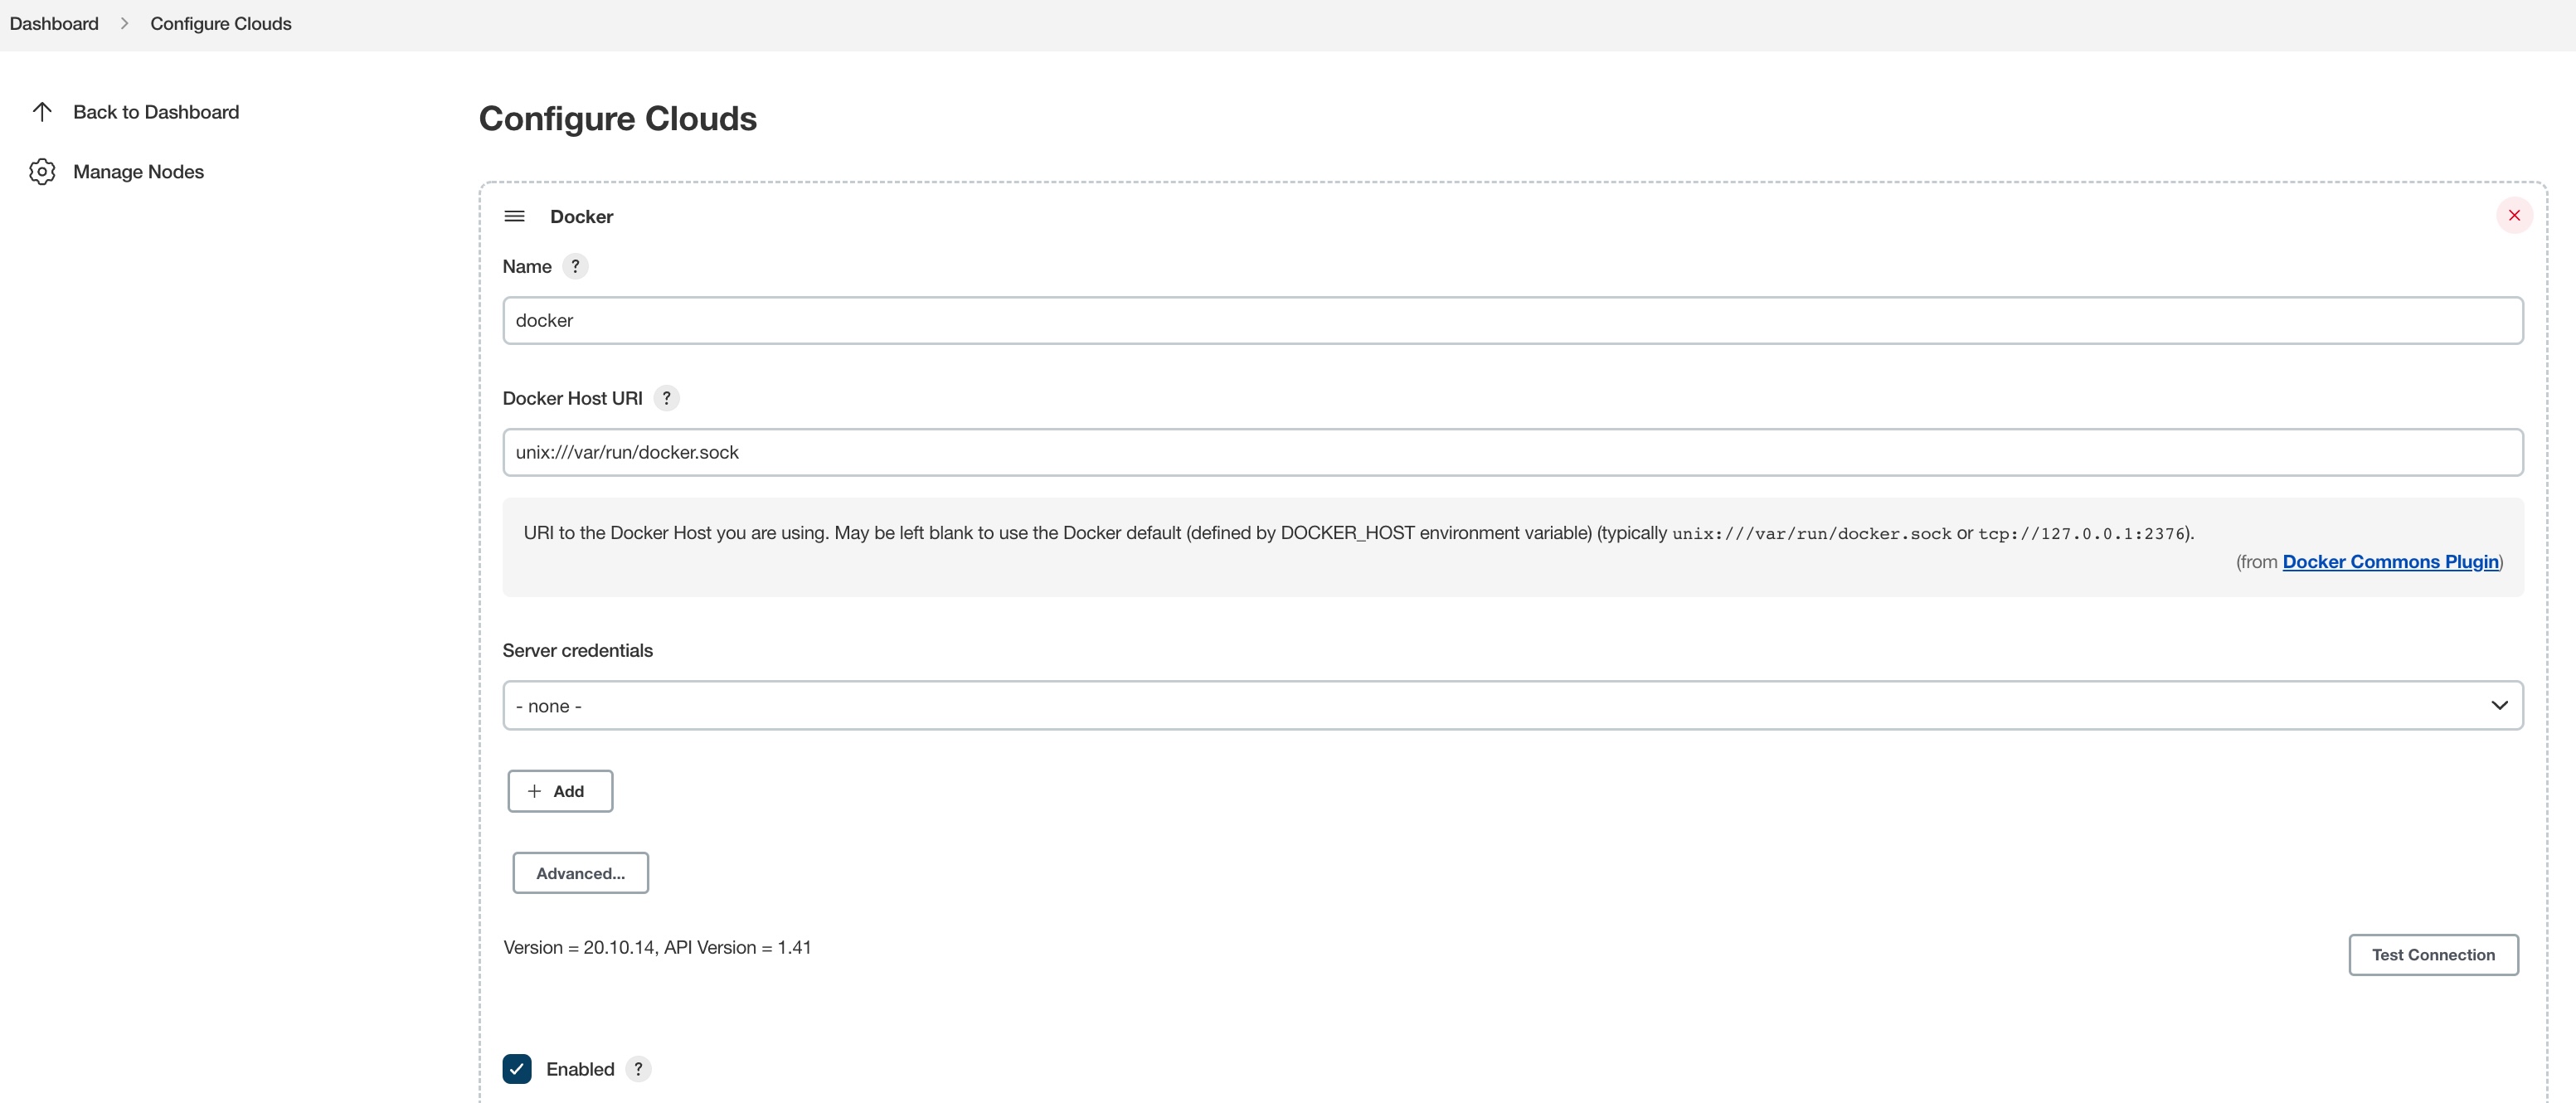 Dashboard > Configure Clouds
Back to Dashboard
Manage Nodes
Configure Clouds
Docker
Name ?
docker
Docker Host URI ?
unix:///var/run/docker.sock
URI to the Docker Host you are using. May be left blank to use the Docker default (defined by DOCKER_HOST environment variable) (typically unix:///var/run/docker.sock or tcp://127.0.0.1:2376).
(from Docker Commons Plugin)
Server credentials
- none -
+ Add
Advanced...
Version = 20.10.14, API Version = 1.41
Test Connection
Enabled ?